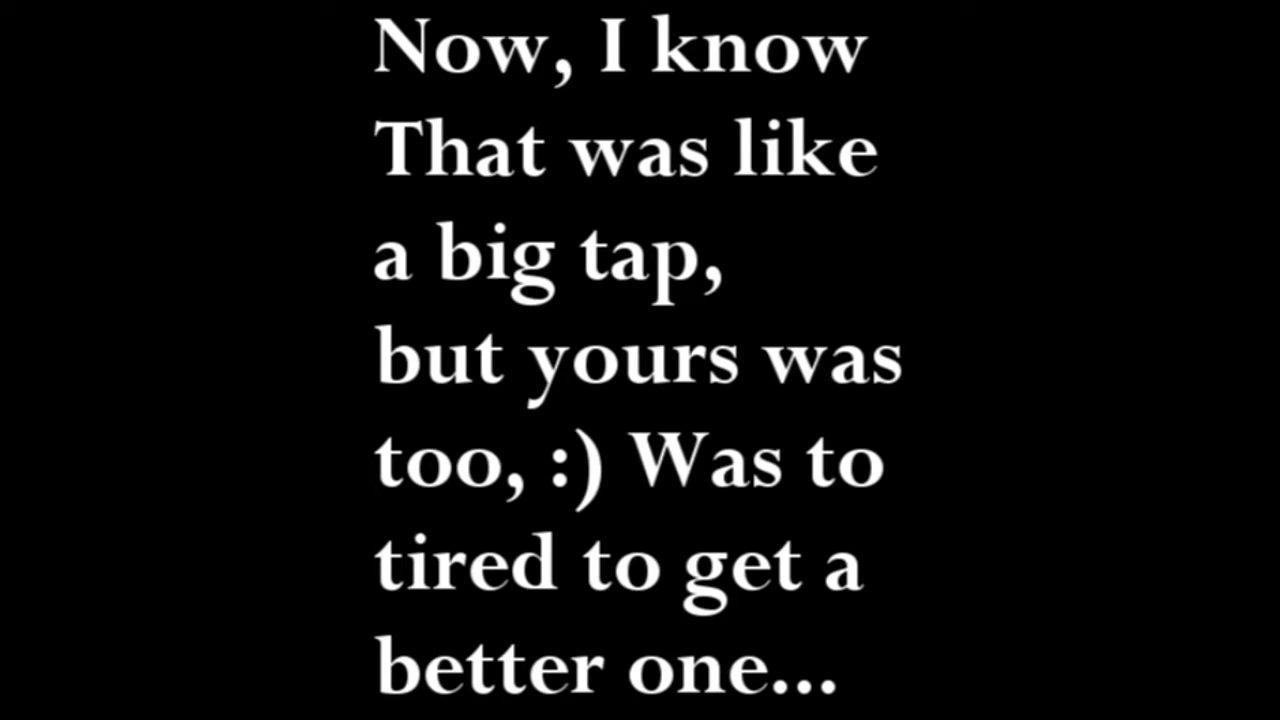 Now, I know
That was like
a big tap,
but yours was
too, :) Was to
tired to get a
better one...